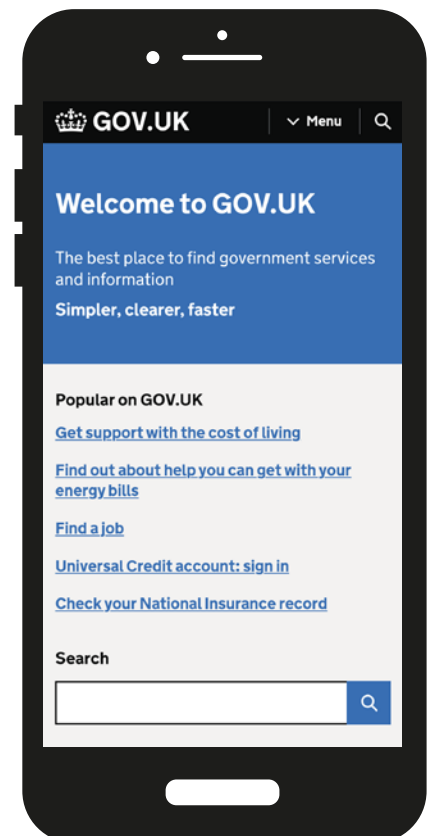 GOV.UK
Menu
Welcome to GOV.UK
The best place to find government services
and information
Simpler, clearer, faster
Popular on GOV.UK
Get support with the cost of living
Find out about help you can get with your
energy bills
Find a job
Universal Credit account: sign in
Check your National Insurance record
Search